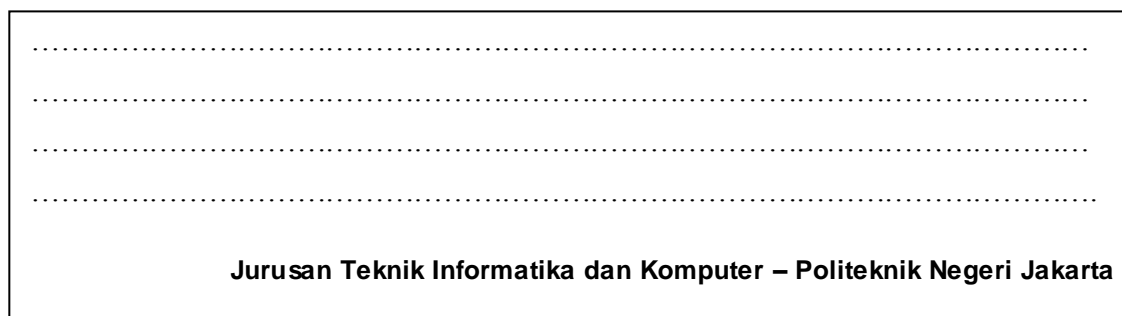 ……………………………………………………………………………………………
……………………………………………………………………………………………
……………………………………………………………………………………………
…………………………………………………………………………………………….
Jurusan Teknik Informatika dan Komputer – Politeknik Negeri Jakarta